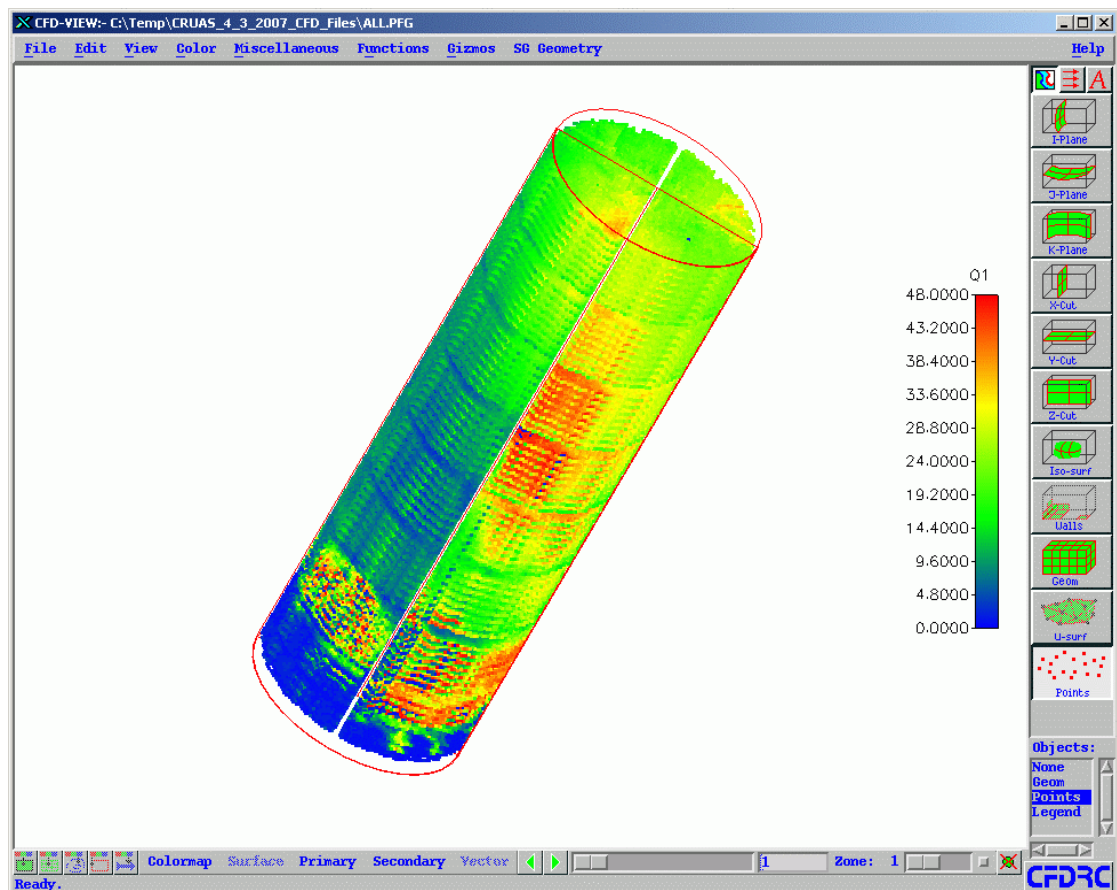 CFD-VIEW:- C:\Temp\CRUAS_4_3_2007_CFD_Files\ALL.PFG
File Edit View Color Miscellaneous Functions Gizmos SG Geometry Help
A
I-Plane
J-Plane
K-Plane
X-Cut
Y-Cut
Z-Cut
Iso-surf
Walls
Geom
U-surf
Points
Q1
48.0000
43.2000
38.4000
33.6000
28.8000
24.0000
19.2000
14.4000
9.6000
4.8000
0.0000
Objects:
None
Geom
Points
Legend
Colormap Surface Primary Secondary Vector 1 Zone: 1
Ready.
CFDRC